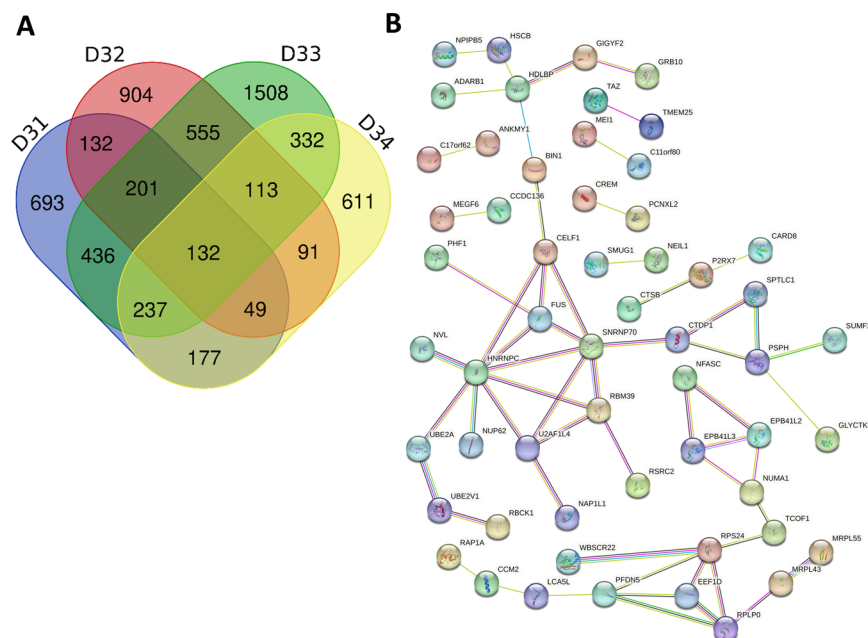 A
B
D32
D33
D31
D34
904
1508
132
555
332
693
201
113
611
436
132
91
237
49
177
NPIPB5
HSCB
GIGYF2
GRB10
ADARB1
HDLBP
TAZ
TMEM25
ANKMY1
MEI1
C17orf62
C11orf80
BIN1
CREM
MEGF6
CCDC136
PCNXL2
CELF1
CARD8
PHF1
SMUG1
NEIL1
P2RX7
SPTLC1
CTSB
FUS
CTDP1
SNRNP70
SUMF
NVL
PSPH
HNRNPC
NFASC
RBM39
EPB41L2
GLYCTK
UBE2A
NUP62
U2AF1L4
EPB41L3
RSRC2
NUMA1
UBE2V1
RBCK1
NAP1L1
TCOF1
RPS24
MRPL55
RAP1A
WBSCR22
CCM2
PFDN5
EEF1D
MRPL43
LCA5L
RPLP0